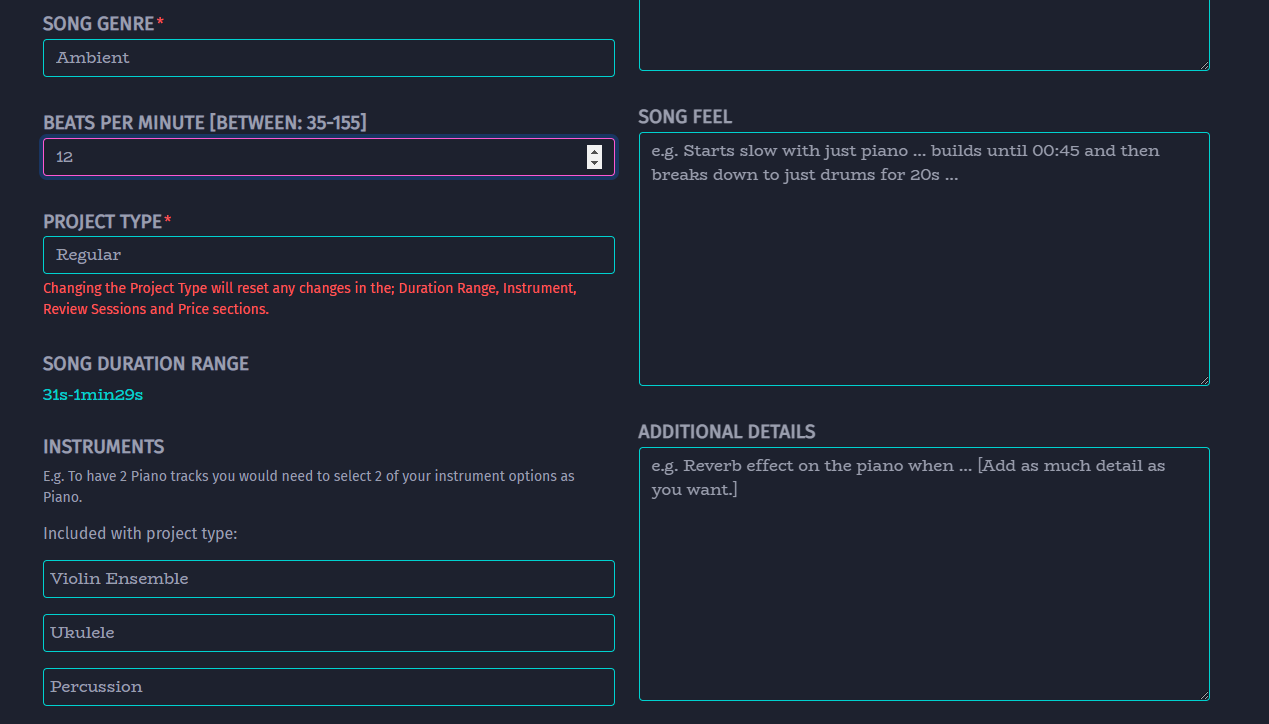 SONG GENRE*
Ambient
BEATS PER MINUTE [BETWEEN: 35-155]
12
PROJECT TYPE*
Regular
Changing the Project Type will reset any changes in the; Duration Range, Instrument,
Review Sessions and Price sections.
SONG DURATION RANGE
31s-1min29s
INSTRUMENTS
E.g. To have 2 Piano tracks you would need to select 2 of your instrument options as
Piano.
Included with project type:
Violin Ensemble
Ukulele
Percussion
SONG FEEL
e.g. Starts slow with just piano ... builds until 00:45 and then
breaks down to just drums for 20s ...
ADDITIONAL DETAILS
e.g. Reverb effect on the piano when ... [Add as much detail as
you want.]